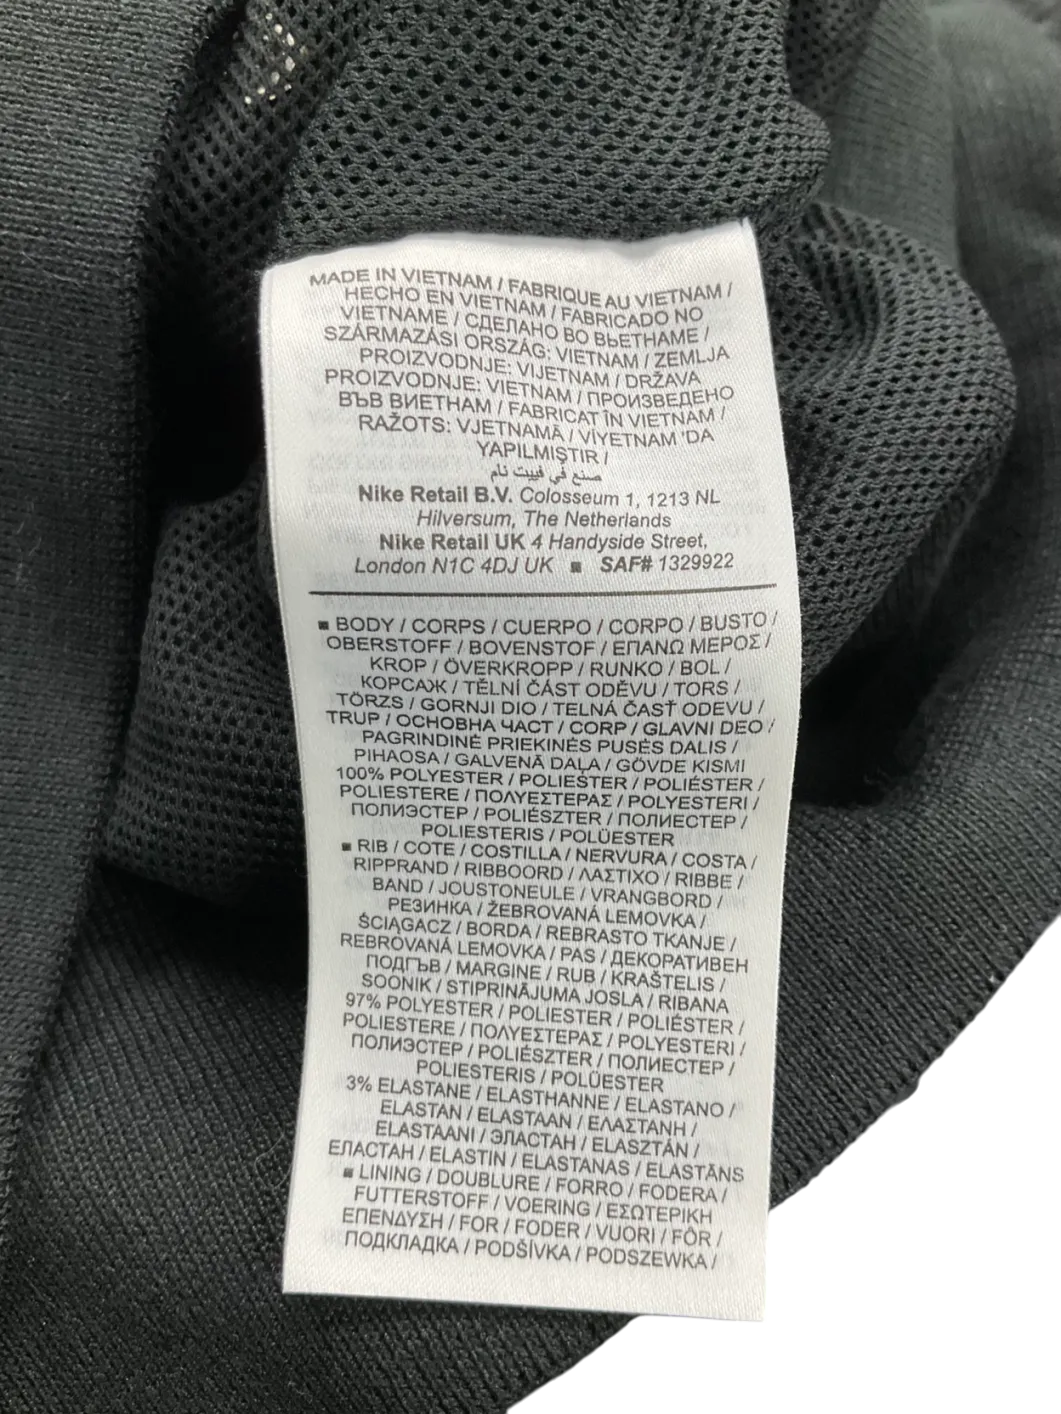 MADE IN VIETNAM / FABRIQUE AU VIETNAM /
HECHO EN VIETNAM / FABRICADO NO
VIETNAME / СДЕЛАНО ВО ВЬЕТНАМЕ /
SZÁRMAZÁSI ORSZÁG: VIETNAM / ZEMLJA
PROIZVODNJE: VIJETNAM / DRŽAVA
PROIZVODNJE: VIETNAM / ПРОИЗВЕДЕНО
ВЪВ ВИЕТНАМ / FABRICAT ÎN VIETNAM /
RAŽOTS: VJETNAMĀ / VİYETNAM 'DA
YAPILMIŞTIR /
صنع في فييت نام
Nike Retail B.V. Colosseum 1, 1213 NL
Hilversum, The Netherlands
Nike Retail UK 4 Handyside Street,
London N1C 4DJ UK ■ SAF# 1329922
■ BODY / CORPS / CUERPO / CORPO / BUSTO /
OBERSTOFF / BOVENSTOF / ΕΠΑΝΩ ΜΕΡΟΣ /
KROP / ÖVERKROPP / RUNKO / BOL /
КОРСАЖ / TĚLNÍ ČÁST ODĚVU / TORS /
TÖRZS / GORNJI DIO / TELNÁ ČASŤ ODEVU /
TRUP / ОСНОВНА ЧАСТ / CORP / GLAVNI DEO /
PAGRINDINĖ PRIEKINĖS PUSĖS DALIS /
PIHAOSA / GALVENĀ DAĻA / GÖVDE KISMI
100% POLYESTER / POLIÉSTER / POLIÉSTER /
POLIESTERE / ΠΟΛΥΕΣΤΕΡΑΣ / POLYESTERI /
ПОЛИЭСТЕР / POLIÉSZTER / ПОЛИЕСТЕР /
POLIESTERIS / POLÜESTER
■ RIB / COTE / COSTILLA / NERVURA / COSTA /
RIPPRAND / RIBBOORD / ΛΑΣΤΙΧΟ / RIBBE /
BAND / JOUSTONEULE / VRANGBORD /
РЕЗИНКА / ŽEBROVANÁ LEMOVKA /
ŚCIĄGACZ / BORDA / REBRASTO TKANJE /
REBROVANÁ LEMOVKA / PAS / ДЕКОРАТИВЕН
ПОДГЪВ / MARGINE / RUB / KRAŠTELIS /
SOONIK / STIPRINĀJUMA JOSLA / RIBANA
97% POLYESTER / POLIESTER / POLIÉSTER /
POLIESTERE / ΠΟΛΥΕΣΤΕΡΑΣ / POLYESTERI /
ПОЛИЭСТЕР / POLIÉSZTER / ПОЛИЕСТЕР /
POLIESTERIS / POLÜESTER
3% ELASTANE / ELASTHANNE / ELASTANO /
ELASTAN / ELASTAAN / ΕΛΑΣΤΑΝΗ /
ELASTAANI / ЭЛАСТАН / ELASZTÁN /
ЕЛАСТАН / ELASTIN / ELASTANAS / ELASTĀNS
■ LINING / DOUBLURE / FORRO / FODERA /
FUTTERSTOFF / VOERING / ΕΣΩΤΕΡΙΚΗ
ΕΠΕΝΔΥΣΗ / FOR / FODER / VUORI / FÔR /
ПОДКЛАДКА / PODŠÍVKA / PODSZEWKA /